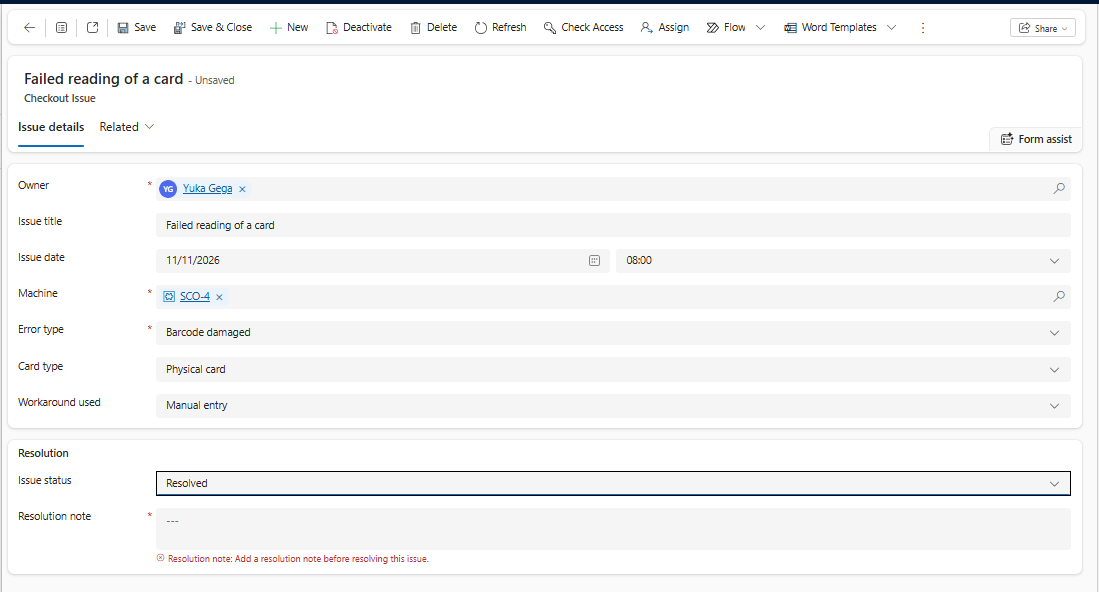 Save Save & Close New Deactivate Delete Refresh Check Access Assign Flow Word Templates Share
Failed reading of a card - Unsaved
Checkout Issue
Issue details Related
Form assist
Owner * YG Yuka Gega
Issue title Failed reading of a card
Issue date 11/11/2026 08:00
Machine * SCO-4
Error type * Barcode damaged
Card type Physical card
Workaround used Manual entry
Resolution
Issue status Resolved
Resolution note * ---
Resolution note: Add a resolution note before resolving this issue.